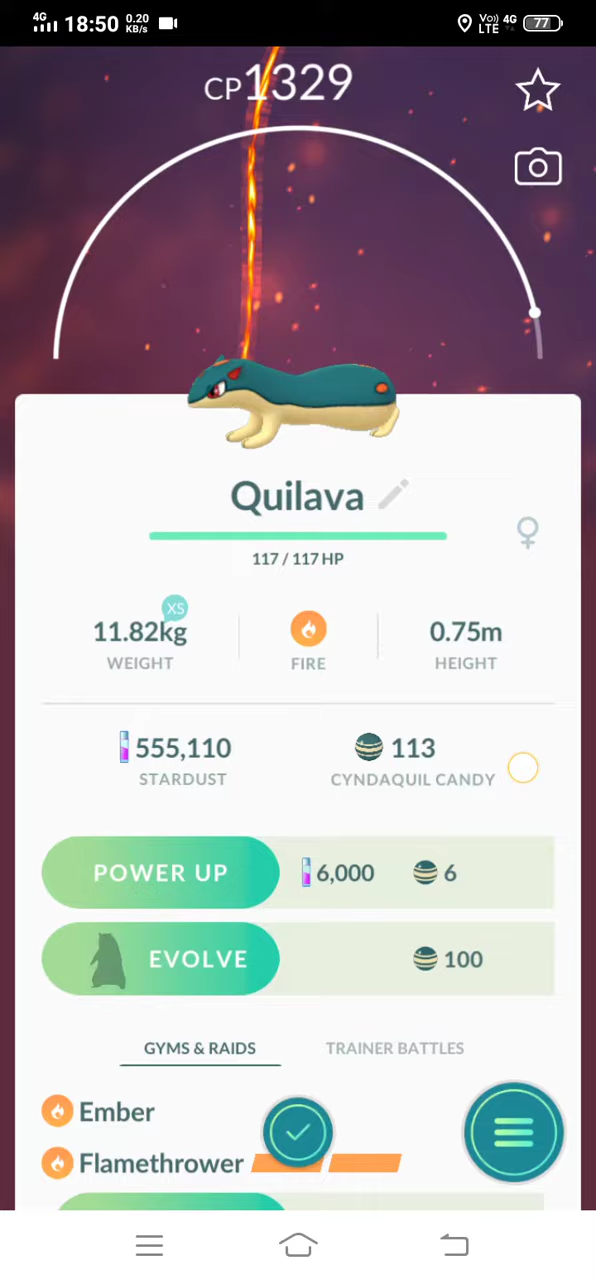 4G 18:50 0.20 KB/s Vo)) LTE 4G 77
CP1329
Quilava
117 / 117 HP
XS
11.82kg 0.75m
WEIGHT FIRE HEIGHT
555,110 113
STARDUST CYNDAQUIL CANDY
POWER UP 6,000 6
EVOLVE 100
GYMS & RAIDS TRAINER BATTLES
Ember
Flamethrower